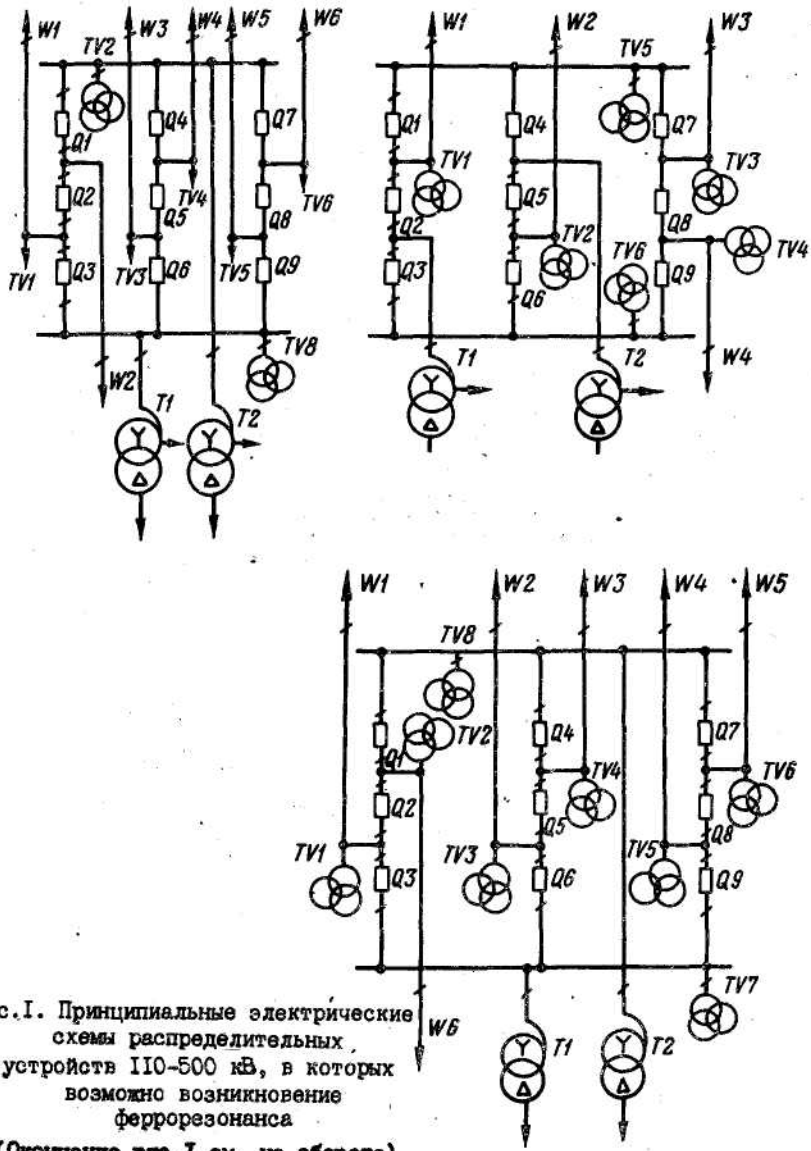 W1 W3 W4 W5 W6
TV2
Q1 Q4 Q7
Q2 TV4 Q5 Q8 TV6
TV1 Q3 TV3 Q6 TV5 Q9
TV8
W2 T1 T2
Y Y
Δ Δ
W1 W2 W3
TV5
Q1 Q4 Q7
TV1 TV3
Q2 Q5 Q8
TV2 TV6 TV4
Q3 Q6 Q9
T1 T2 W4
Y Y
Δ Δ
W1 W2 W3 W4 W5
TV8
Q1 TV2 Q4 Q7
Q2 TV4 TV6
Q5 Q8
TV1 TV3 TV5
Q3 Q6 Q9
TV7
W6 T1 T2
Y Y
Δ Δ
с. I. Принципиальные электрические
схемы распределительных
устройств II0-500 кВ, в которых
возможно возникновение
феррорезонанса